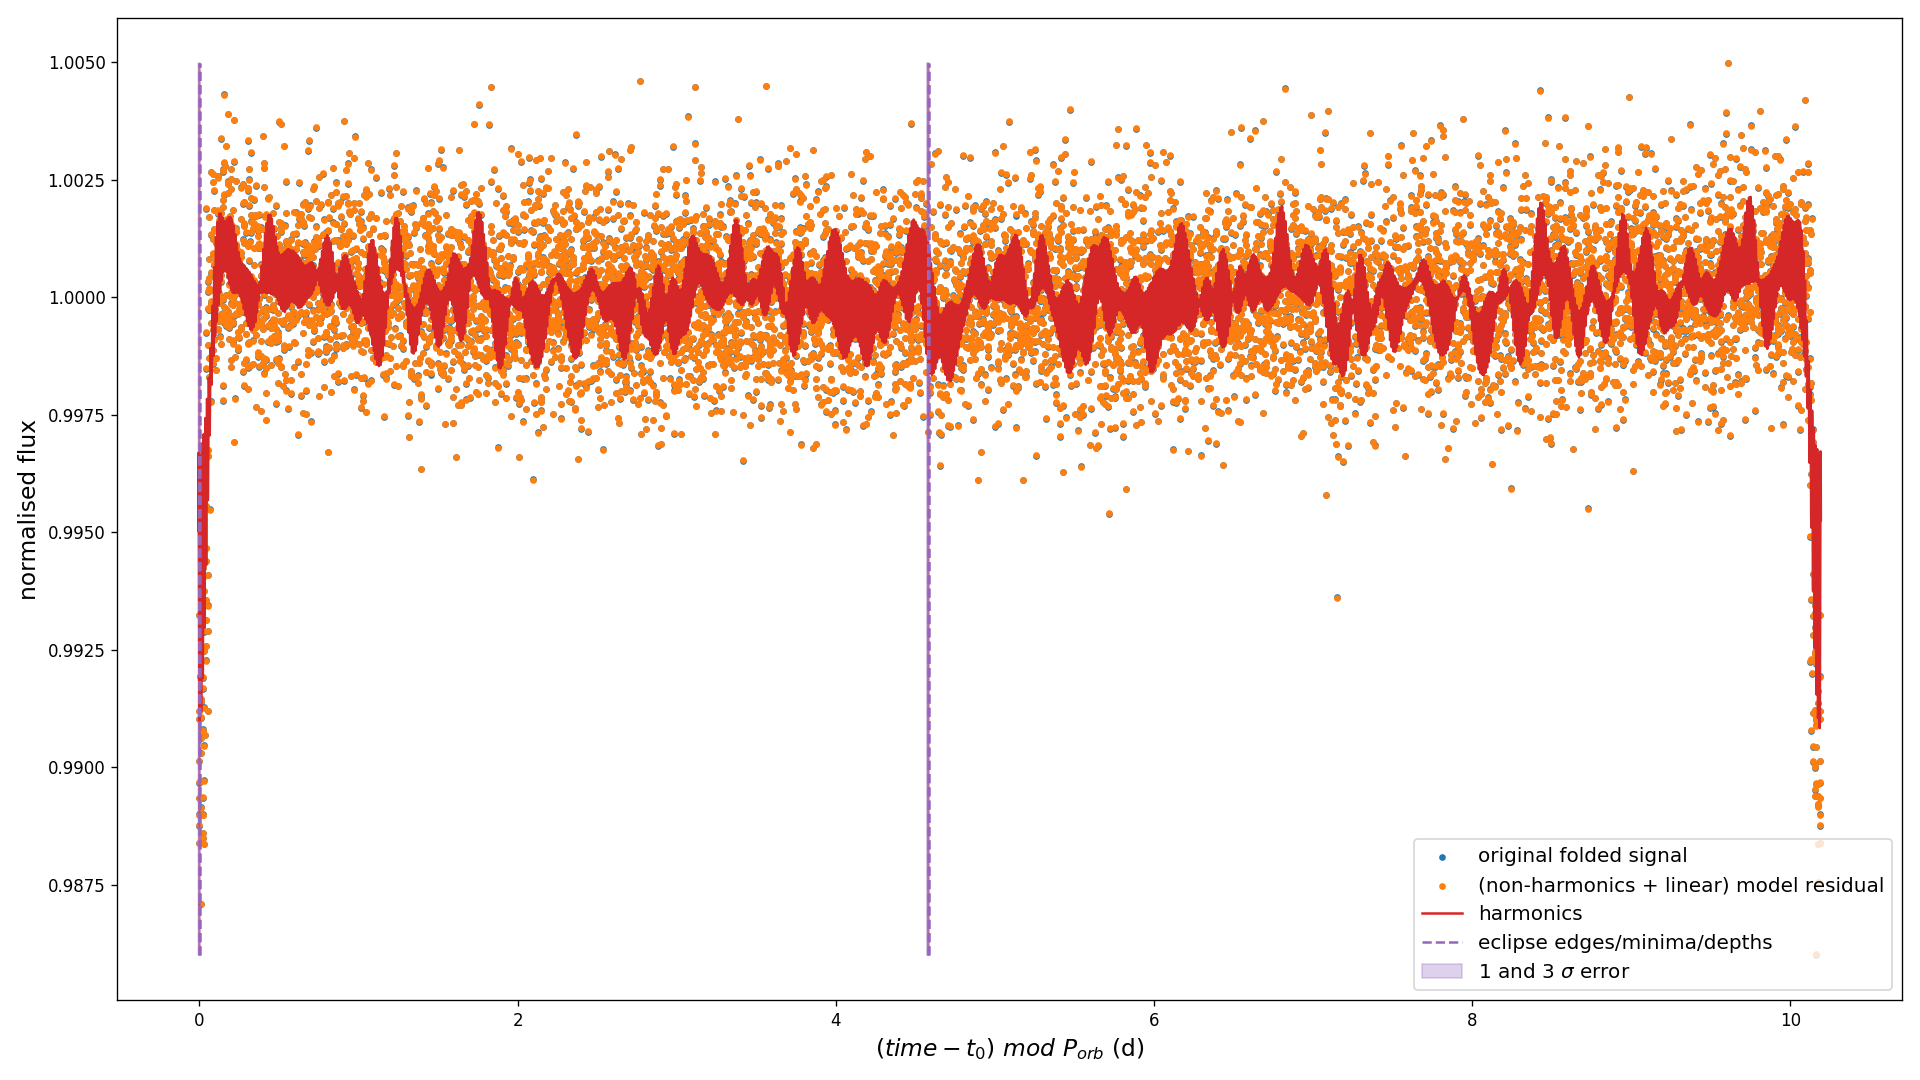 1.0050
1.0025
1.0000
0.9975
0.9950
0.9925
0.9900
0.9875
normalised flux
0 2 4 6 8 10
(time − t₀) mod Pₒᵣb (d)
original folded signal
(non-harmonics + linear) model residual
harmonics
eclipse edges/minima/depths
1 and 3 σ error